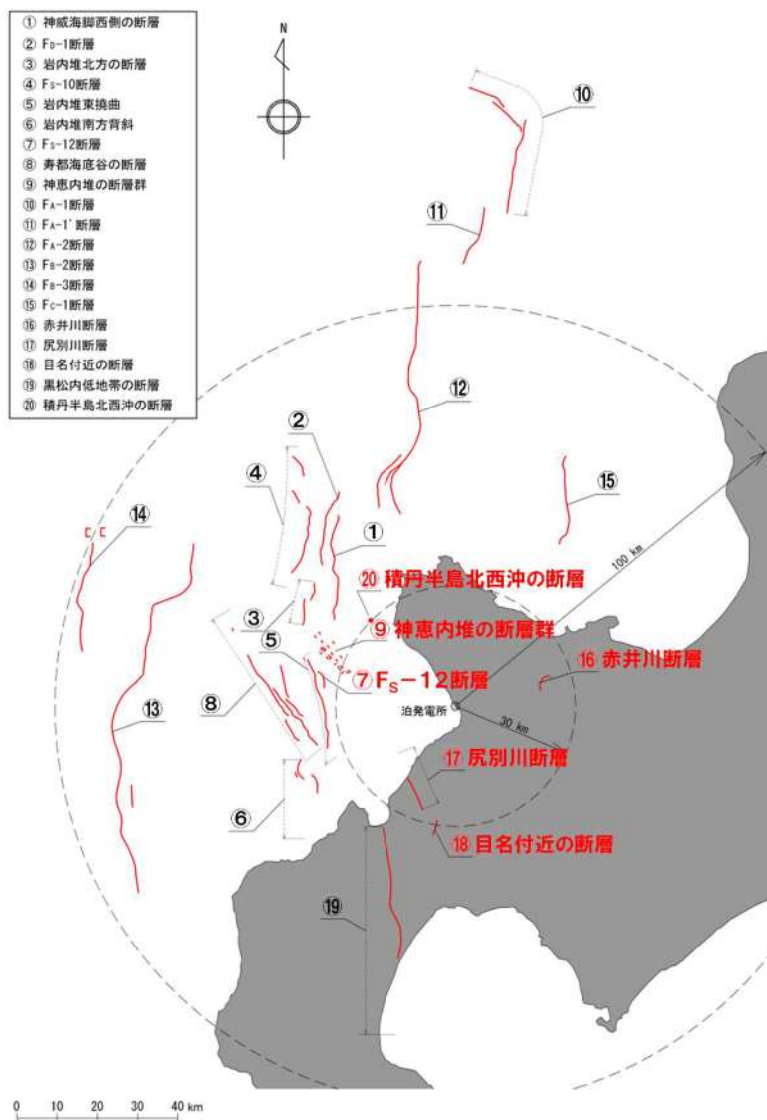 ① 神威海脚西側の断層
② FD-1断層
③ 岩内堆北方の断層
④ FS-10断層
⑤ 岩内堆東撓曲
⑥ 岩内堆南方背斜
⑦ FS-12断層
⑧ 寿都海底谷の断層
⑨ 神恵内堆の断層群
⑩ FA-1断層
⑪ FA-1'断層
⑫ FA-2断層
⑬ FB-2断層
⑭ FB-3断層
⑮ FC-1断層
⑯ 赤井川断層
⑰ 尻別川断層
⑱ 目名付近の断層
⑲ 黒松内低地帯の断層
⑳ 積丹半島北西沖の断層
N
⑩
⑪
⑫
②
④
⑮
⑭
①
100 km
⑳ 積丹半島北西沖の断層
③
⑨ 神恵内堆の断層群
⑤
⑯ 赤井川断層
⑦ FS-12断層
⑧
⑬
泊発電所
30 km
⑰ 尻別川断層
⑥
⑱ 目名付近の断層
⑲
0 10 20 30 40 km